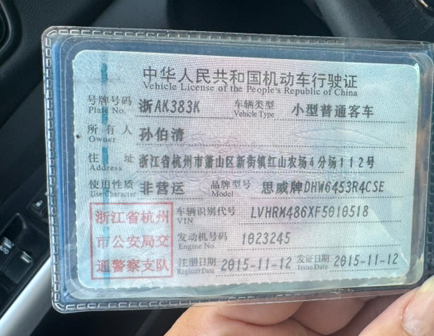 中华人民共和国机动车行驶证
Vehicle License of the People's Republic of China
号牌号码 浙AK383K 车辆类型 小型普通客车
Plate No. Vehicle Type
所有人 孙伯清
Owner
住址 浙江省杭州市萧山区新街镇红山农场4分场112号
Address
使用性质 非营运 品牌型号 思威牌DHW6453R4CSE
Use Character Model
浙江省杭州 车辆识别代号 LVHRM486XF5010518
VIN
市公安局交 发动机号码 1023245
Engine No.
通警察支队 注册日期 2015-11-12 发证日期 2015-11-12
Register Date Issue Date